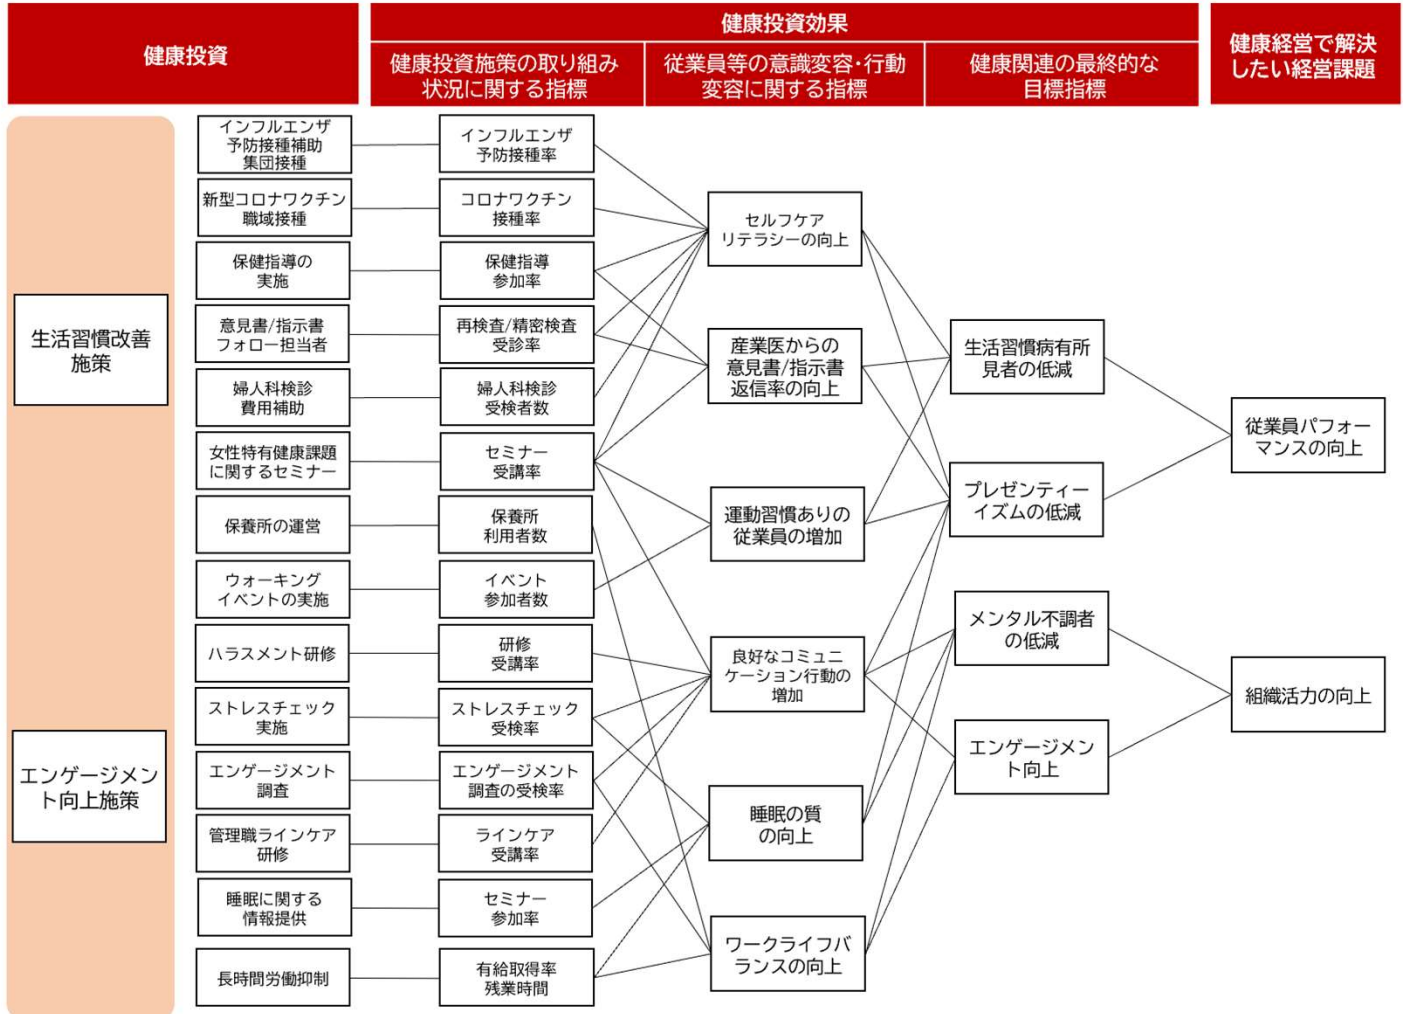 健康投資
健康投資効果
健康投資施策の取り組み
状況に関する指標
従業員等の意識変容・行動
変容に関する指標
健康関連の最終的な
目標指標
健康経営で解決
したい経営課題
生活習慣改善
施策
エンゲージメン
ト向上施策
インフルエンザ
予防接種補助
集団接種
新型コロナワクチン
職域接種
保健指導の
実施
意見書/指示書
フォロー担当者
婦人科検診
費用補助
女性特有健康課題
に関するセミナー
保養所の運営
ウォーキング
イベントの実施
ハラスメント研修
ストレスチェック
実施
エンゲージメント
調査
管理職ラインケア
研修
睡眠に関する
情報提供
長時間労働抑制
インフルエンザ
予防接種率
コロナワクチン
接種率
保健指導
参加率
再検査/精密検査
受診率
婦人科検診
受検者数
セミナー
受講率
保養所
利用者数
イベント
参加者数
研修
受講率
ストレスチェック
受検率
エンゲージメント
調査の受検率
ラインケア
受講率
セミナー
参加率
有給取得率
残業時間
セルフケア
リテラシーの向上
産業医からの
意見書/指示書
返信率の向上
運動習慣ありの
従業員の増加
良好なコミュニ
ケーション行動の
増加
睡眠の質
の向上
ワークライフバ
ランスの向上
生活習慣病有所
見者の低減
プレゼンティー
イズムの低減
メンタル不調者
の低減
エンゲージメン
ト向上
従業員パフォー
マンスの向上
組織活力の向上